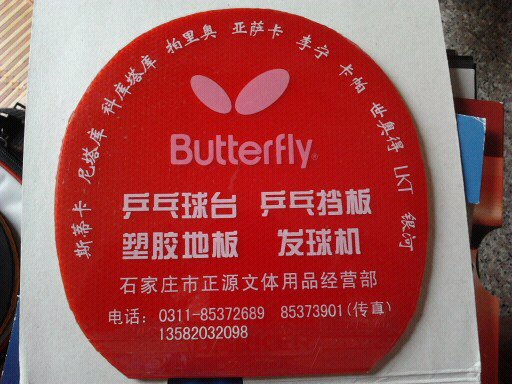 斯蒂卡 尼塔库 科库塔库 拍里奥 亚萨卡 李宁 卡帕 世奥得 LKT 银河
Butterfly®
乒乓球台 乒乓挡板
塑胶地板 发球机
石家庄市正源文体用品经营部
电话：0311-85372689 85373901(传真)
13582032098